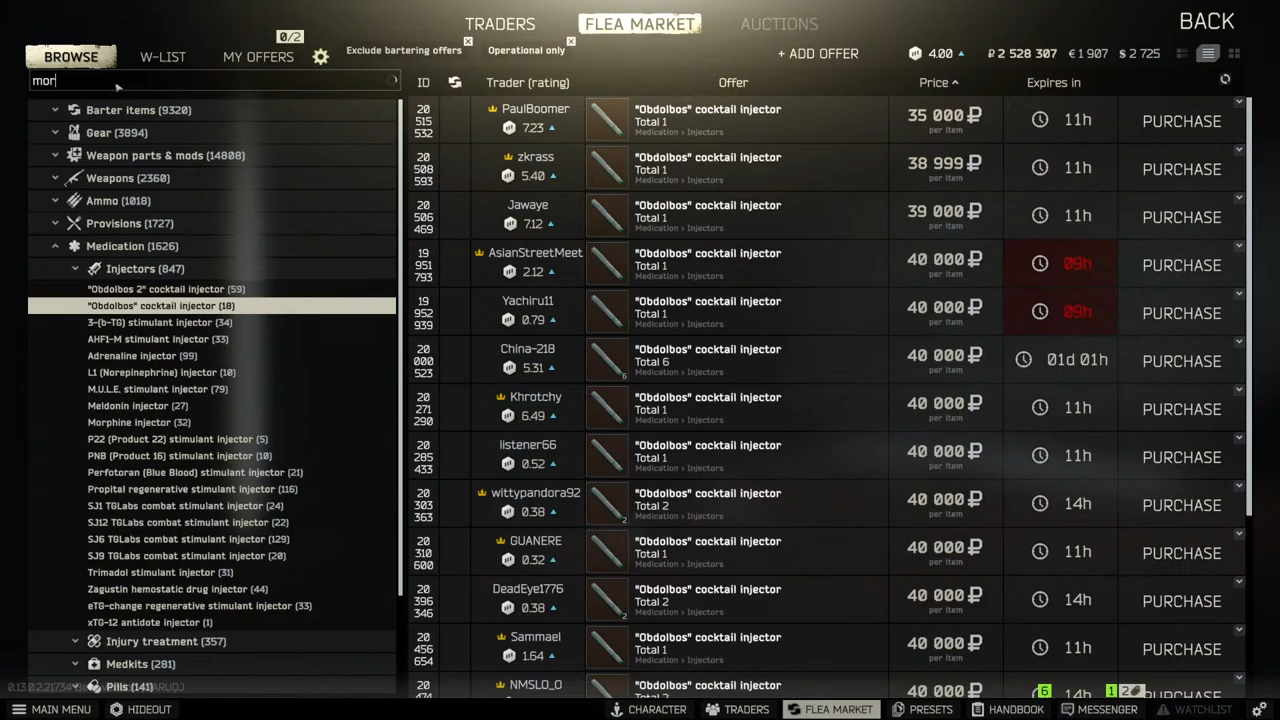 TRADERS
FLEA MARKET
AUCTIONS
BACK
0/2
BROWSE
W-LIST
MY OFFERS
Exclude bartering offers
Operational only
+ ADD OFFER
4.00
₽ 2 528 307
€ 1 907
$ 2 725
mor
ID
Trader (rating)
Offer
Price
Expires in
Barter items (9320)
Gear (3894)
Weapon parts & mods (14808)
Weapons (2360)
Ammo (1018)
Provisions (1727)
Medication (1626)
Injectors (847)
"Obdolbos 2" cocktail injector (59)
"Obdolbos" cocktail injector (18)
3-(b-TG) stimulant injector (34)
AHF1-M stimulant injector (33)
Adrenaline injector (99)
L1 (Norepinephrine) injector (10)
M.U.L.E. stimulant injector (79)
Meldonin injector (27)
Morphine injector (32)
P22 (Product 22) stimulant injector (5)
PNB (Product 16) stimulant injector (10)
Perfotoran (Blue Blood) stimulant injector (21)
Propital regenerative stimulant injector (116)
SJ1 TGLabs combat stimulant injector (24)
SJ12 TGLabs combat stimulant injector (22)
SJ6 TGLabs combat stimulant injector (129)
SJ9 TGLabs combat stimulant injector (20)
Trimadol stimulant injector (31)
Zagustin hemostatic drug injector (44)
eTG-change regenerative stimulant injector (33)
xTG-12 antidote injector (1)
Injury treatment (357)
Medkits (281)
Pills (141)
20 515 532 PaulBoomer 7.23 "Obdolbos" cocktail injector Total 1 Medication > Injectors 35 000 ₽ per item 11h PURCHASE
20 508 593 zkrass 5.40 "Obdolbos" cocktail injector Total 1 Medication > Injectors 38 999 ₽ per item 11h PURCHASE
20 506 469 Jawaye 7.12 "Obdolbos" cocktail injector Total 1 Medication > Injectors 39 000 ₽ per item 11h PURCHASE
19 951 793 AsianStreetMeet 2.12 "Obdolbos" cocktail injector Total 1 Medication > Injectors 40 000 ₽ per item 09h PURCHASE
19 952 939 Yachiru11 0.79 "Obdolbos" cocktail injector Total 1 Medication > Injectors 40 000 ₽ per item 09h PURCHASE
20 000 523 China-218 5.31 6 "Obdolbos" cocktail injector Total 6 Medication > Injectors 40 000 ₽ per item 01d 01h PURCHASE
20 271 290 Khrotchy 6.49 "Obdolbos" cocktail injector Total 1 Medication > Injectors 40 000 ₽ per item 11h PURCHASE
20 285 433 listener66 0.52 "Obdolbos" cocktail injector Total 1 Medication > Injectors 40 000 ₽ per item 11h PURCHASE
20 303 363 wittypandora92 0.38 2 "Obdolbos" cocktail injector Total 2 Medication > Injectors 40 000 ₽ per item 14h PURCHASE
20 310 600 GUANERE 0.32 "Obdolbos" cocktail injector Total 1 Medication > Injectors 40 000 ₽ per item 11h PURCHASE
20 396 346 DeadEye1776 0.38 2 "Obdolbos" cocktail injector Total 2 Medication > Injectors 40 000 ₽ per item 14h PURCHASE
20 456 654 Sammael 1.64 "Obdolbos" cocktail injector Total 1 Medication > Injectors 40 000 ₽ per item 11h PURCHASE
20 474 NMSLO_O "Obdolbos" cocktail injector Total 2 40 000 ₽ 14h PURCHASE
6
1
2
MAIN MENU
HIDEOUT
CHARACTER
TRADERS
FLEA MARKET
PRESETS
HANDBOOK
MESSENGER
WATCHLIST